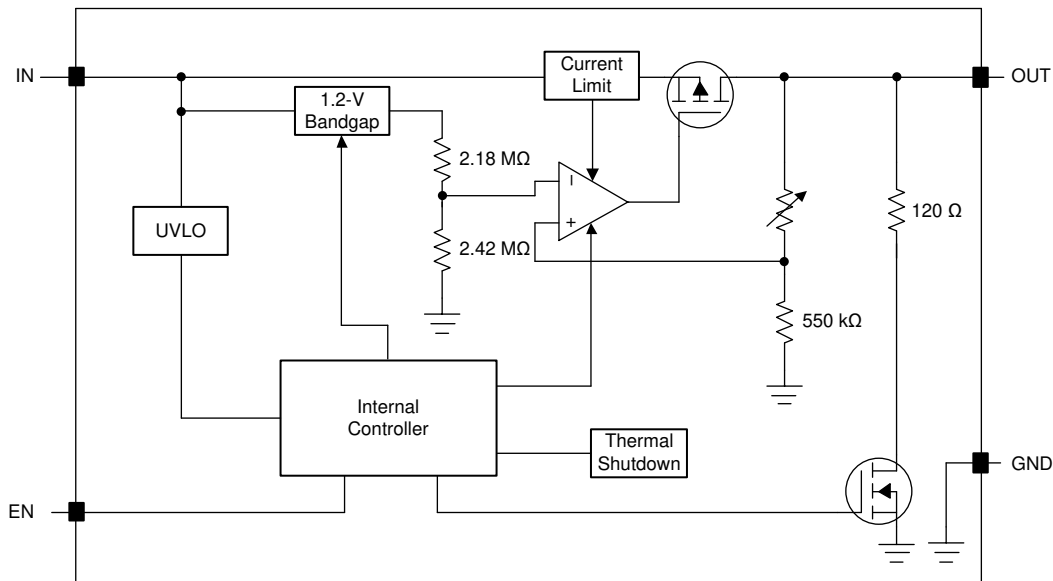 IN
Current
Limit
OUT
1.2-V
Bandgap
2.18 MΩ
2.42 MΩ
UVLO
120 Ω
550 kΩ
Internal
Controller
Thermal
Shutdown
GND
EN